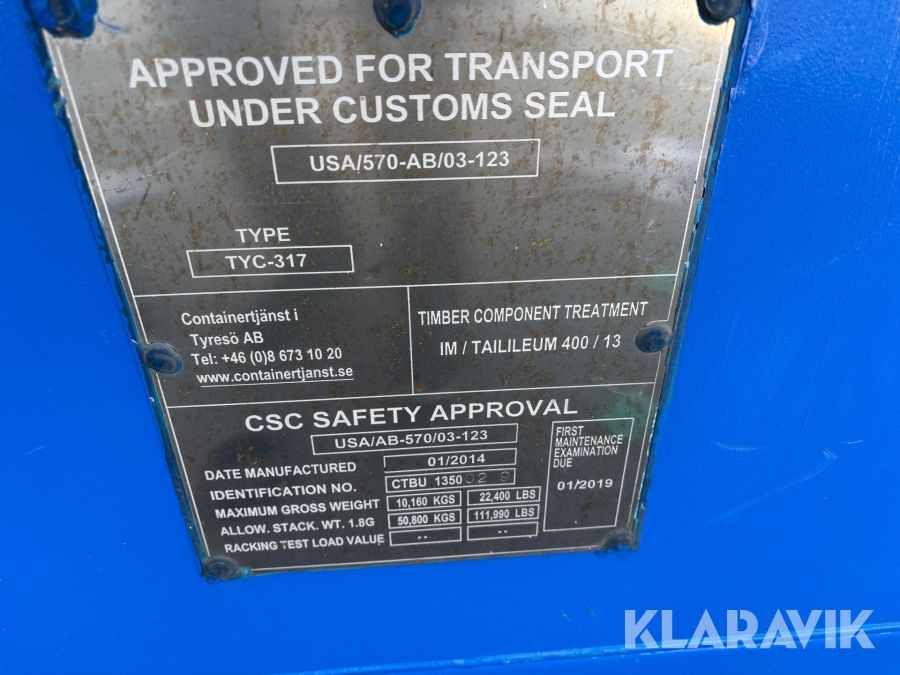 APPROVED FOR TRANSPORT
UNDER CUSTOMS SEAL
USA/570-AB/03-123
TYPE
TYC-317
Containertjänst i
Tyresö AB
Tel: +46 (0)8 673 10 20
www.containertjanst.se
TIMBER COMPONENT TREATMENT
IM / TAILILEUM 400 / 13
CSC SAFETY APPROVAL
USA/AB-570/03-123
DATE MANUFACTURED 01/2014
IDENTIFICATION NO. CTBU 135002 9
MAXIMUM GROSS WEIGHT 10,160 KGS 22,400 LBS
ALLOW. STACK. WT. 1.8G 50,800 KGS 111,990 LBS
RACKING TEST LOAD VALUE -- --
FIRST
MAINTENANCE
EXAMINATION
DUE
01/2019
KLARAVIK